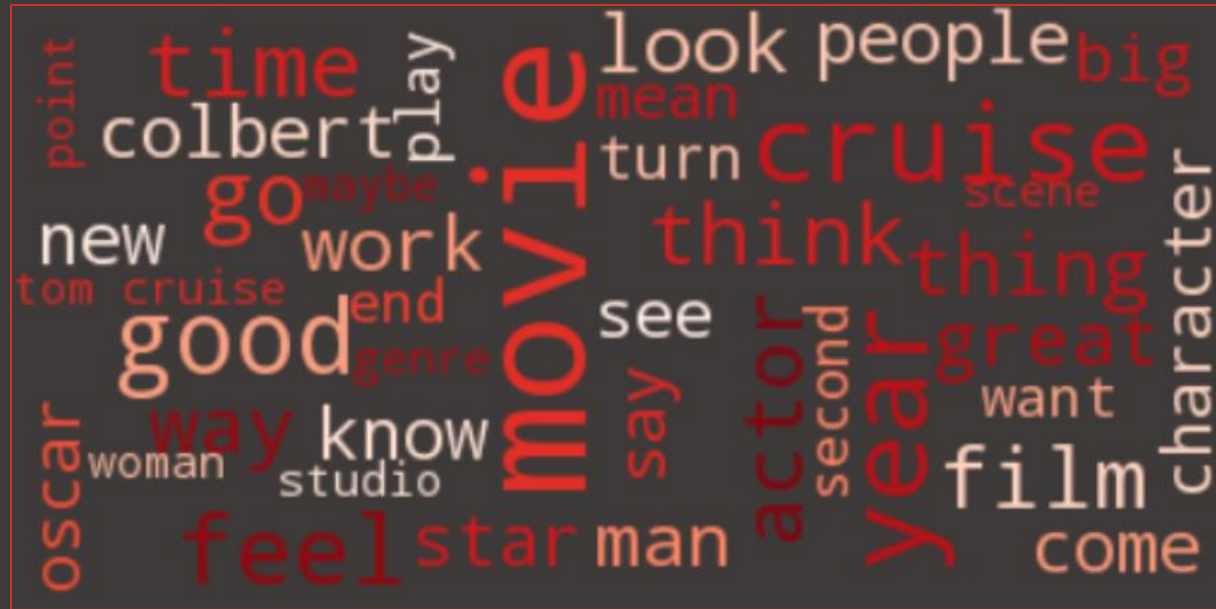 point
time
play
movie
look
people
big
mean
colbert
turn
cruise
go
maybe
scene
character
new
work
think
thing
tom cruise
end
see
good
genre
actor
second
year
great
say
want
oscar
way
know
woman
studio
film
feel
star
man
come